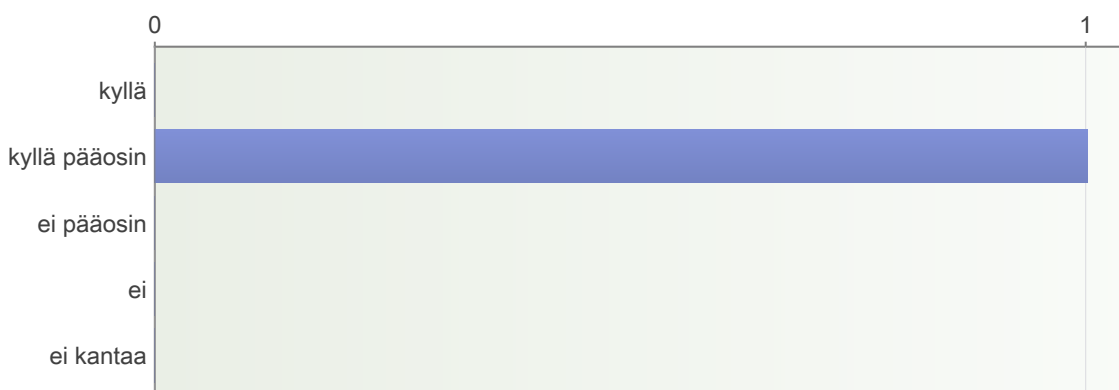 0 1
kyllä
kyllä pääosin
ei pääosin
ei
ei kantaa